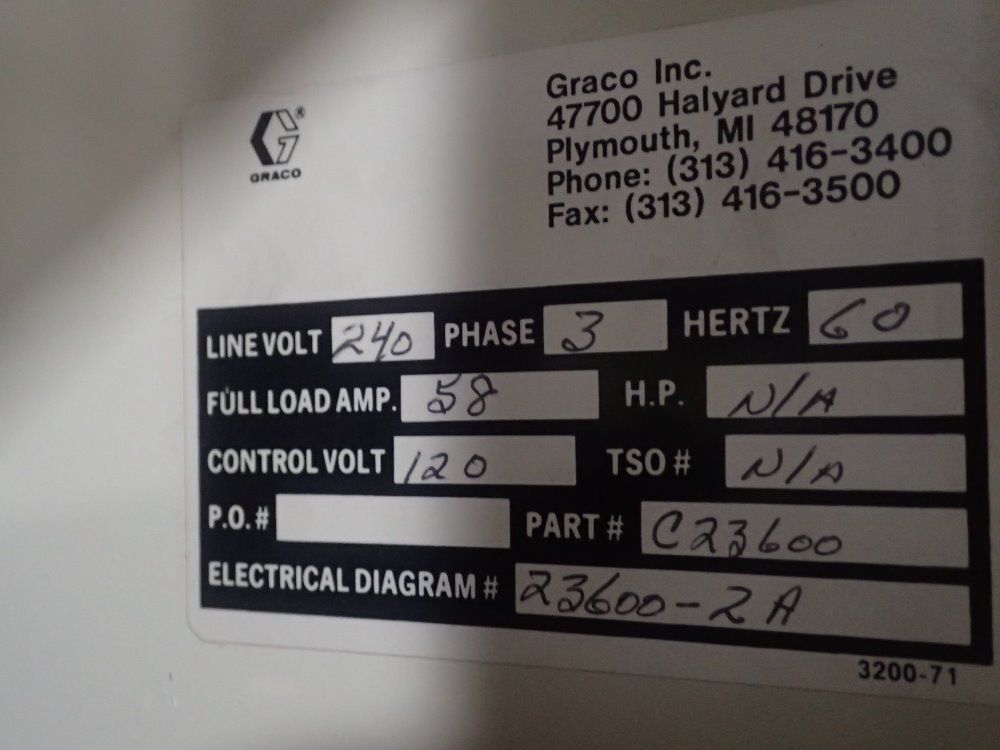 GRACO
Graco Inc.
47700 Halyard Drive
Plymouth, MI 48170
Phone: (313) 416-3400
Fax: (313) 416-3500
LINE VOLT 240 PHASE 3 HERTZ 60
FULL LOAD AMP. 58 H.P. N/A
CONTROL VOLT 120 TSO # N/A
P.O. # PART # C23600
ELECTRICAL DIAGRAM # 23600-2A
3200-71